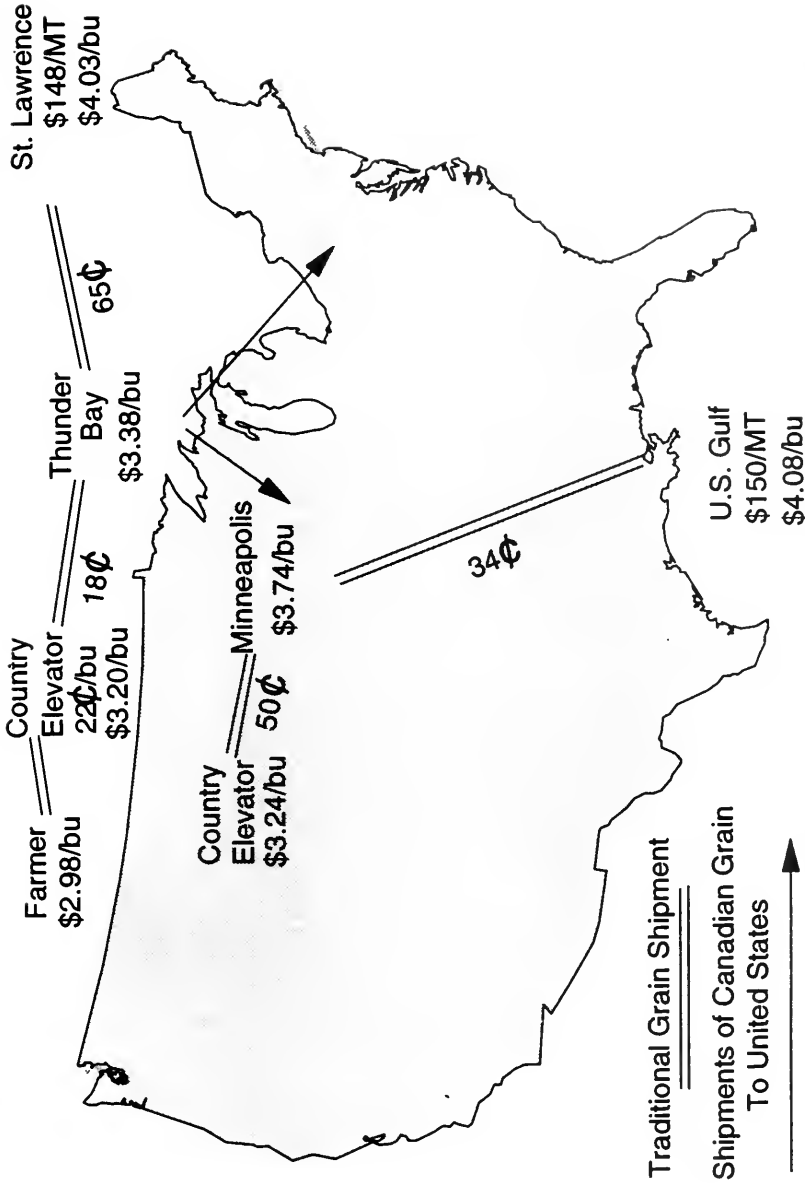 Farmer
$2.98/bu
Country
Elevator
22¢/bu
$3.20/bu
18¢
Thunder
Bay
$3.38/bu
65¢
St. Lawrence
$148/MT
$4.03/bu
Country
Elevator
$3.24/bu
50¢
Minneapolis
$3.74/bu
34¢
U.S. Gulf
$150/MT
$4.08/bu
Traditional Grain Shipment
Shipments of Canadian Grain
To United States